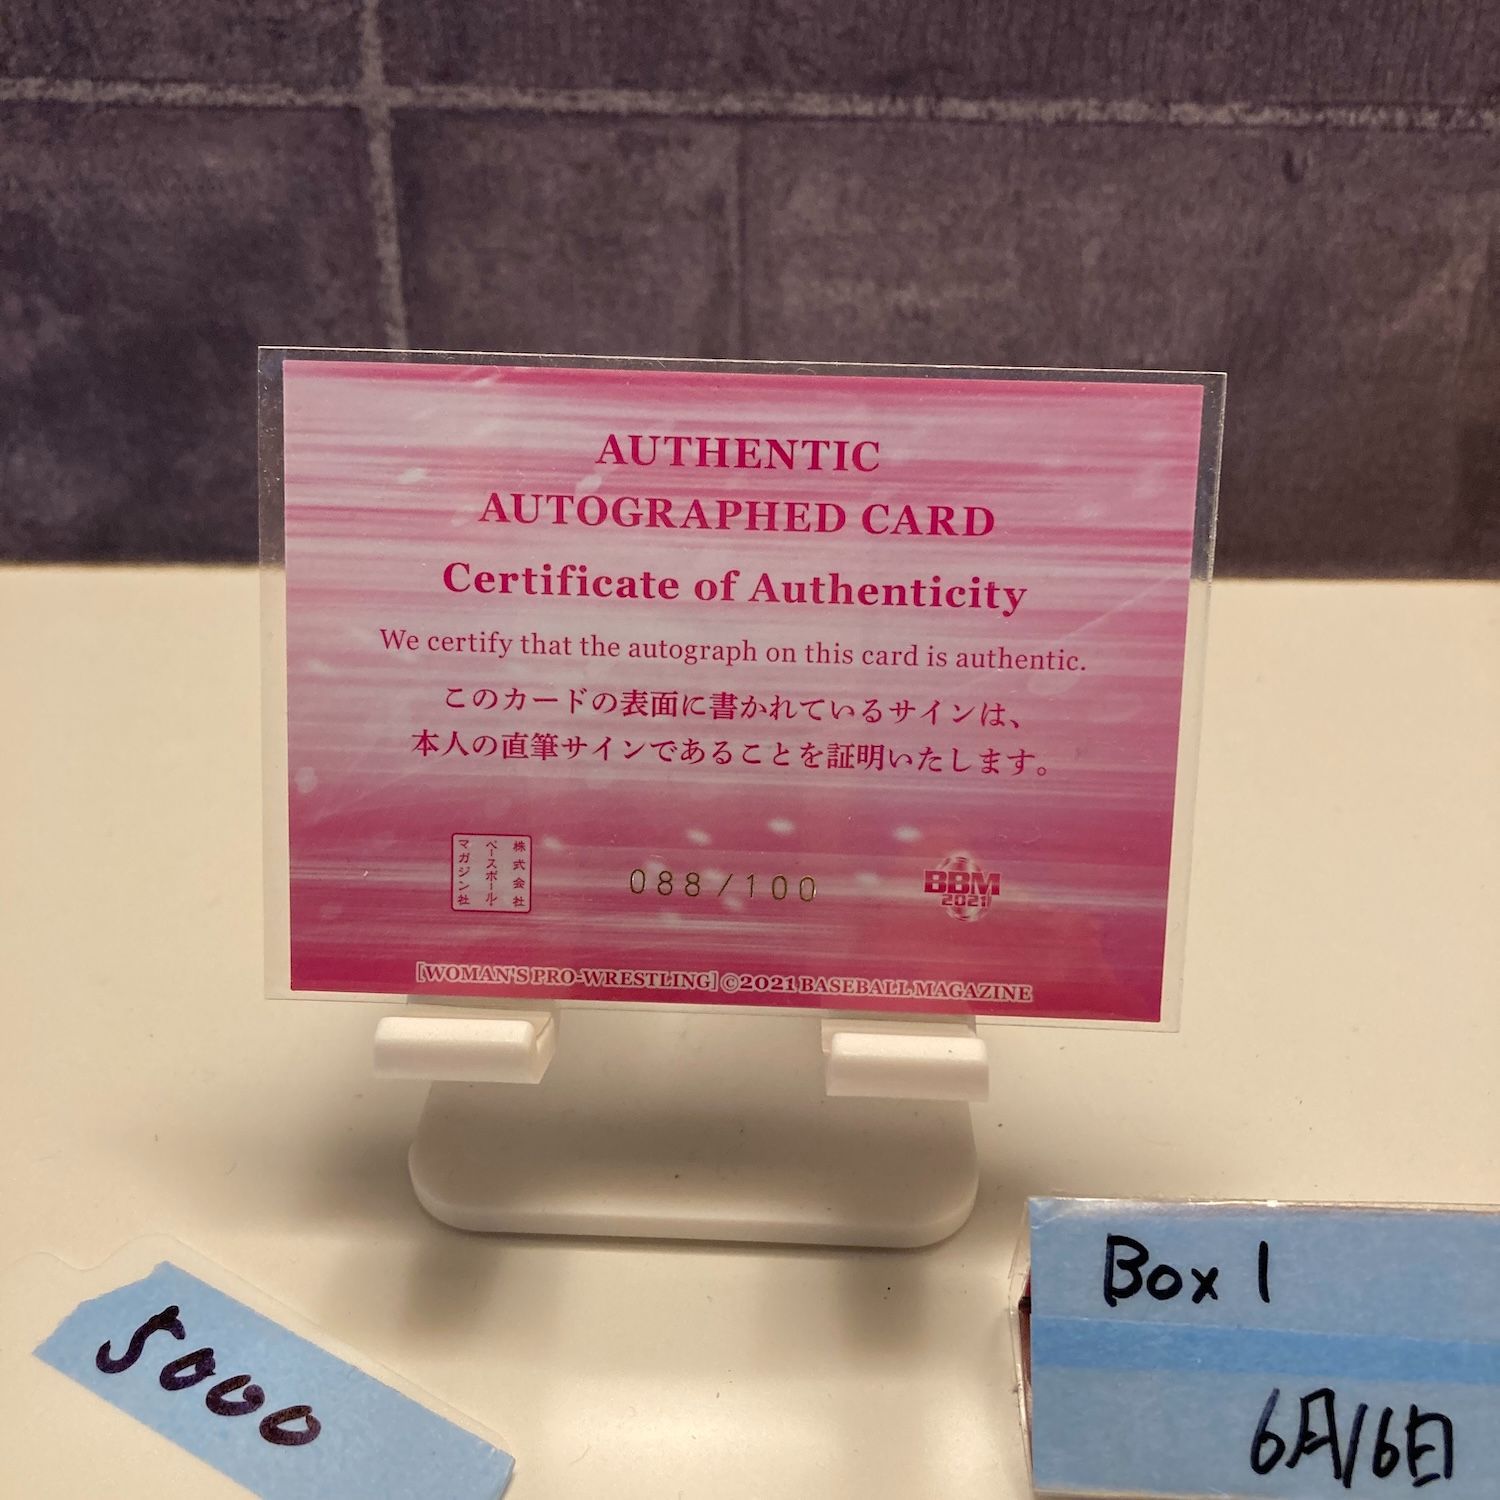 AUTHENTIC
AUTOGRAPHED CARD
Certificate of Authenticity
We certify that the autograph on this card is authentic.
このカードの表面に書かれているサインは、
本人の直筆サインであることを証明いたします。
株式会社
ベースボール・
マガジン社
088/100
BBM
2021
[WOMAN'S PRO-WRESTLING] ©2021 BASEBALL MAGAZINE
5000
Box 1
6月16日